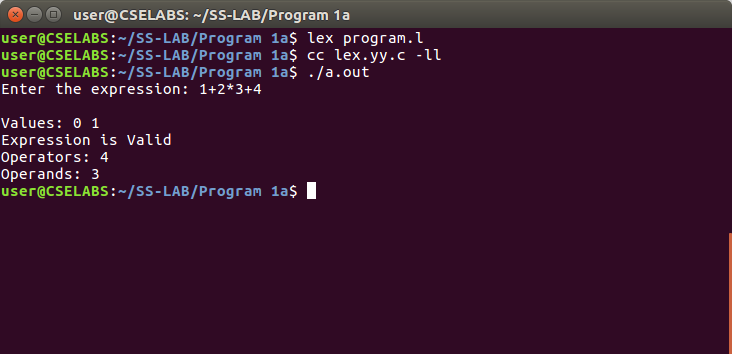 user@CSELABS: ~/SS-LAB/Program 1a
user@CSELABS:~/SS-LAB/Program 1a$ lex program.l
user@CSELABS:~/SS-LAB/Program 1a$ cc lex.yy.c -ll
user@CSELABS:~/SS-LAB/Program 1a$ ./a.out
Enter the expression: 1+2*3+4
Values: 0 1
Expression is Valid
Operators: 4
Operands: 3
user@CSELABS:~/SS-LAB/Program 1a$